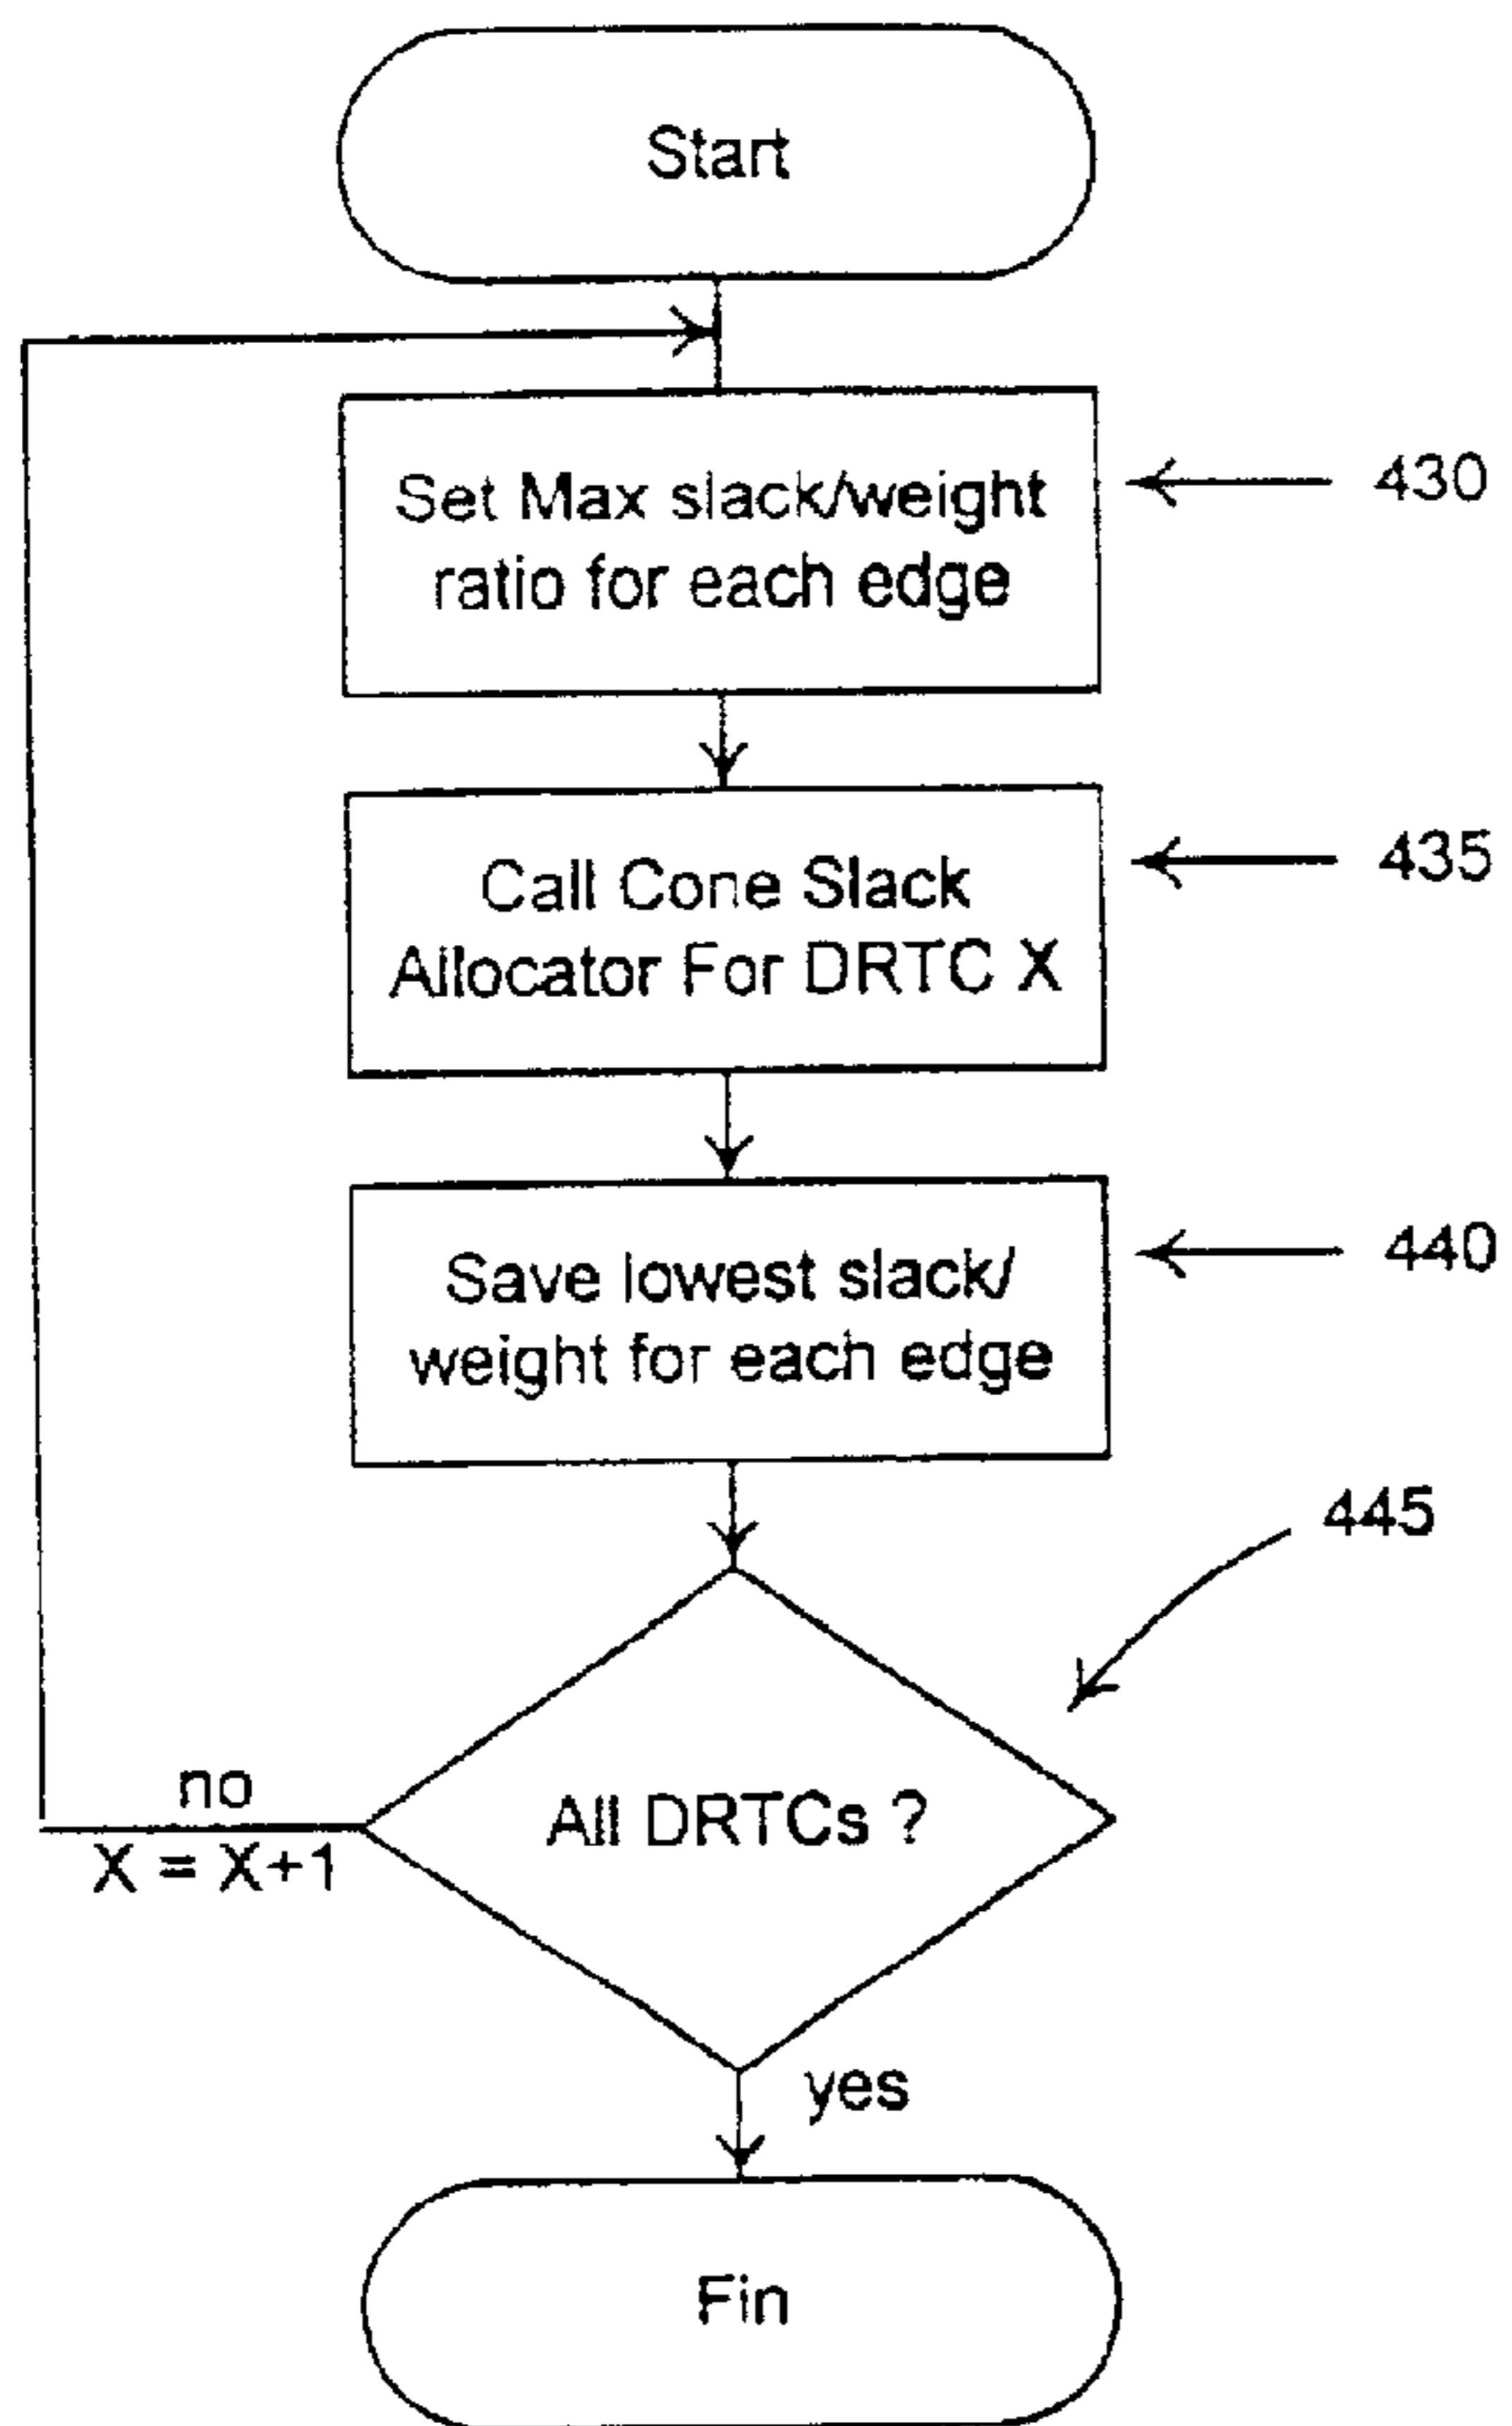 Start
Set Max slack/weight
ratio for each edge
430
Call Cone Slack
Allocator For DRTC X
435
Save lowest slack/
weight for each edge
440
445
All DRTCs ?
no
X = X+1
yes
Fin